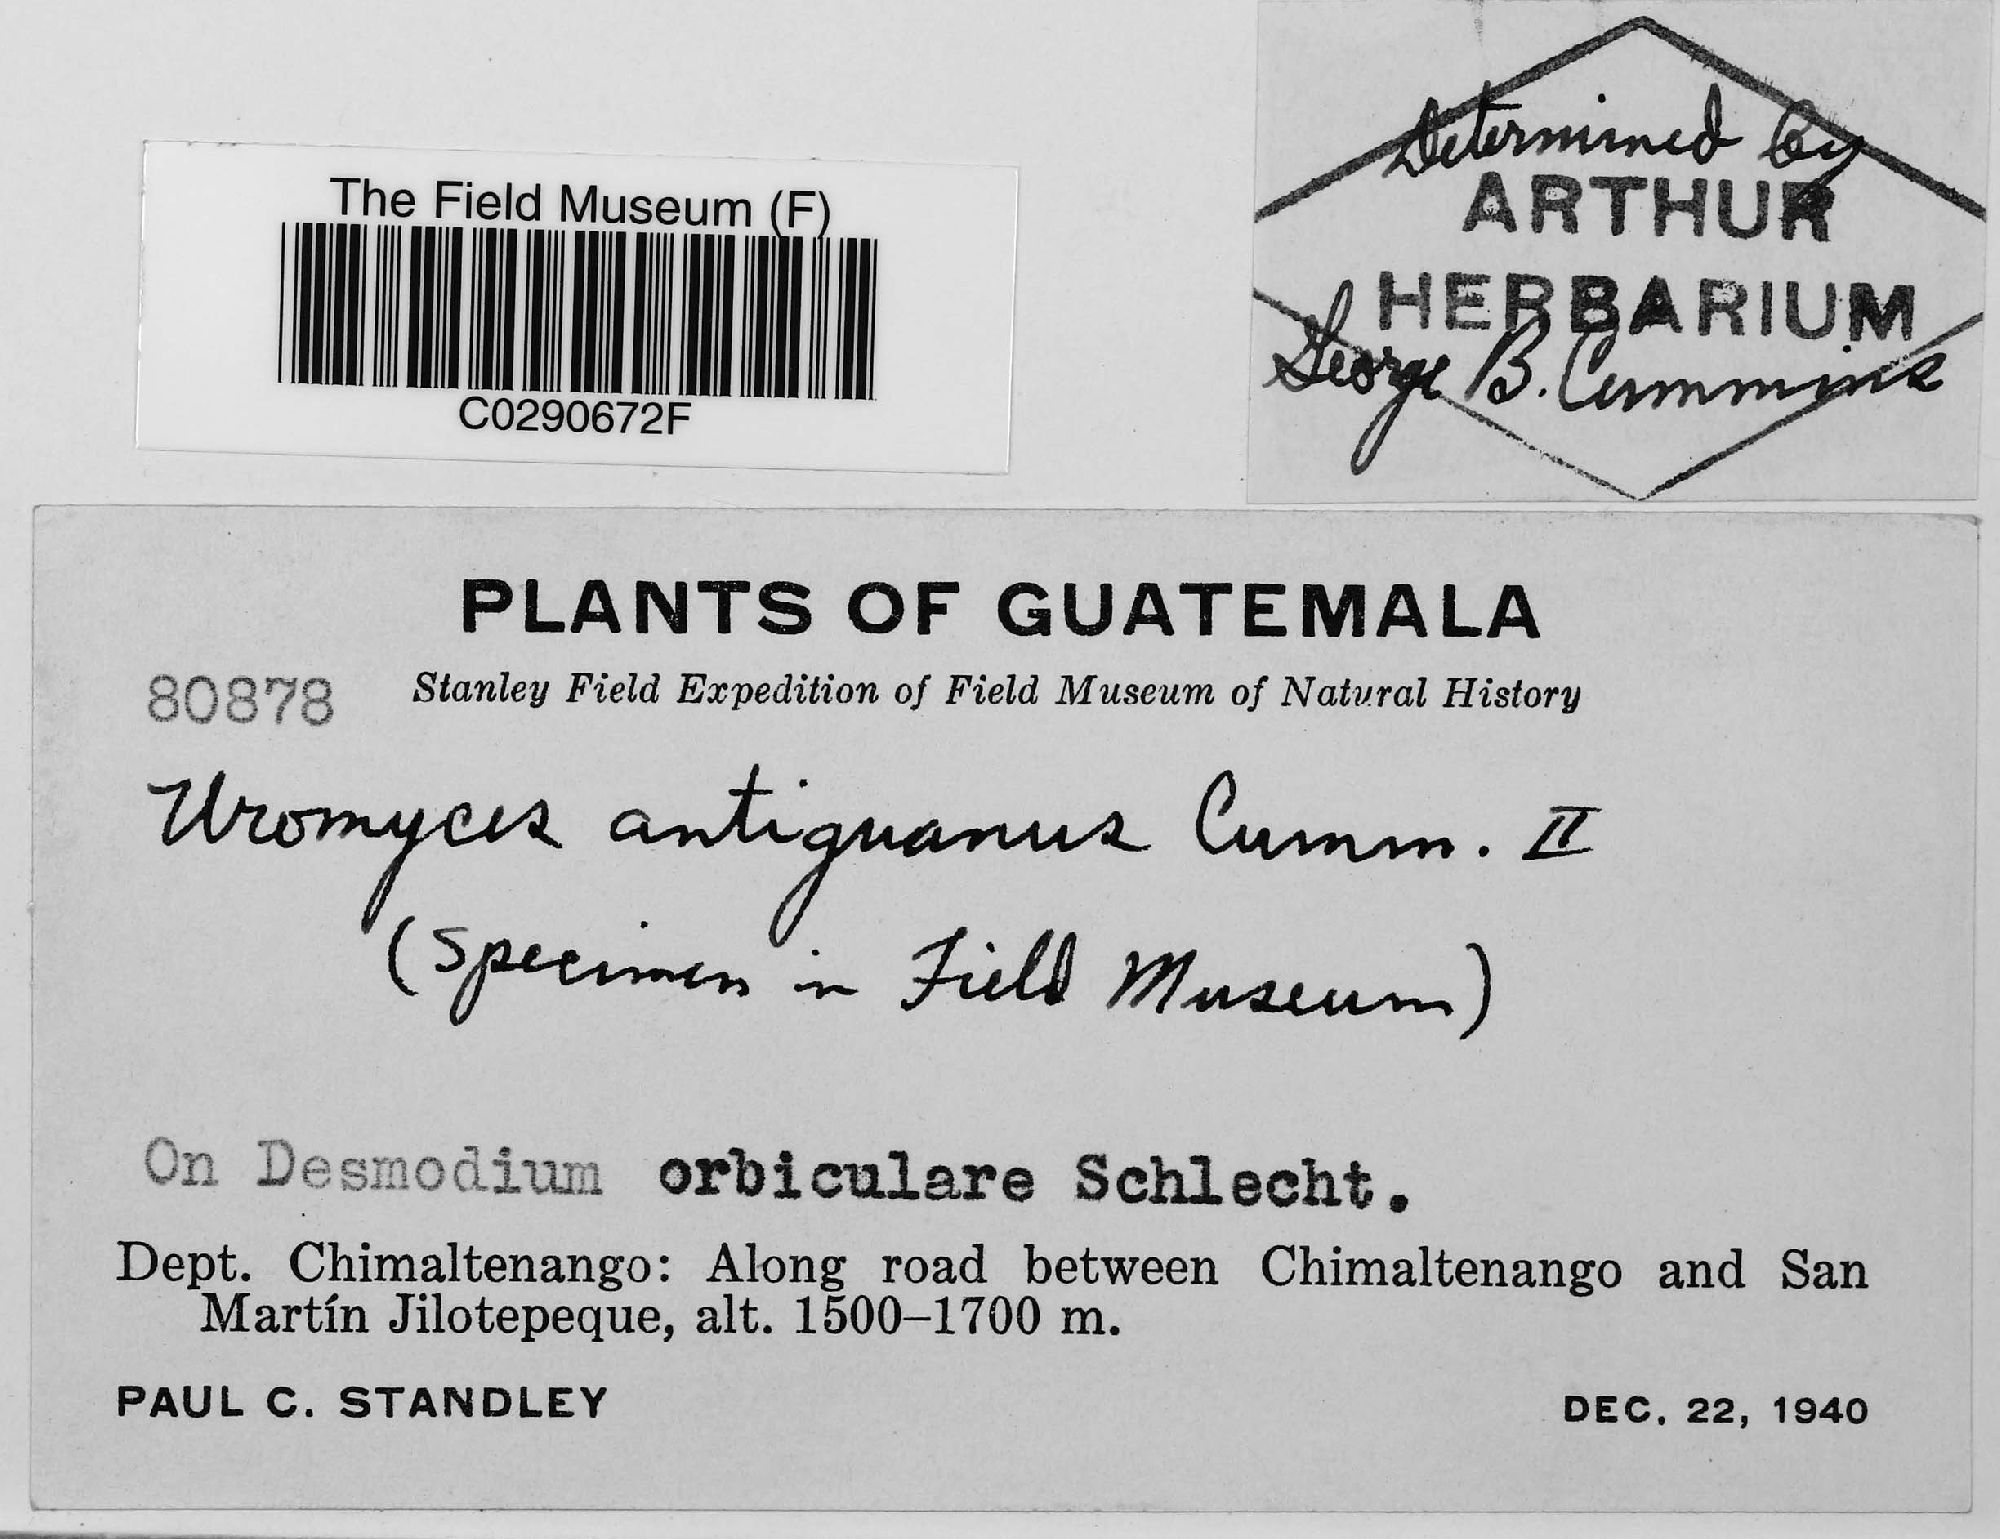 The Field Museum (F)
C0290672F
Determined by
ARTHUR
HERBARIUM
George B. Cummins
PLANTS OF GUATEMALA
80878 Stanley Field Expedition of Field Museum of Natural History
Uromyces antiguanus Cumm. II
(Specimen in Field Museum)
On Desmodium orbiculare Schlecht.
Dept. Chimaltenango: Along road between Chimaltenango and San
Martín Jilotepeque, alt. 1500–1700 m.
PAUL C. STANDLEY DEC. 22, 1940